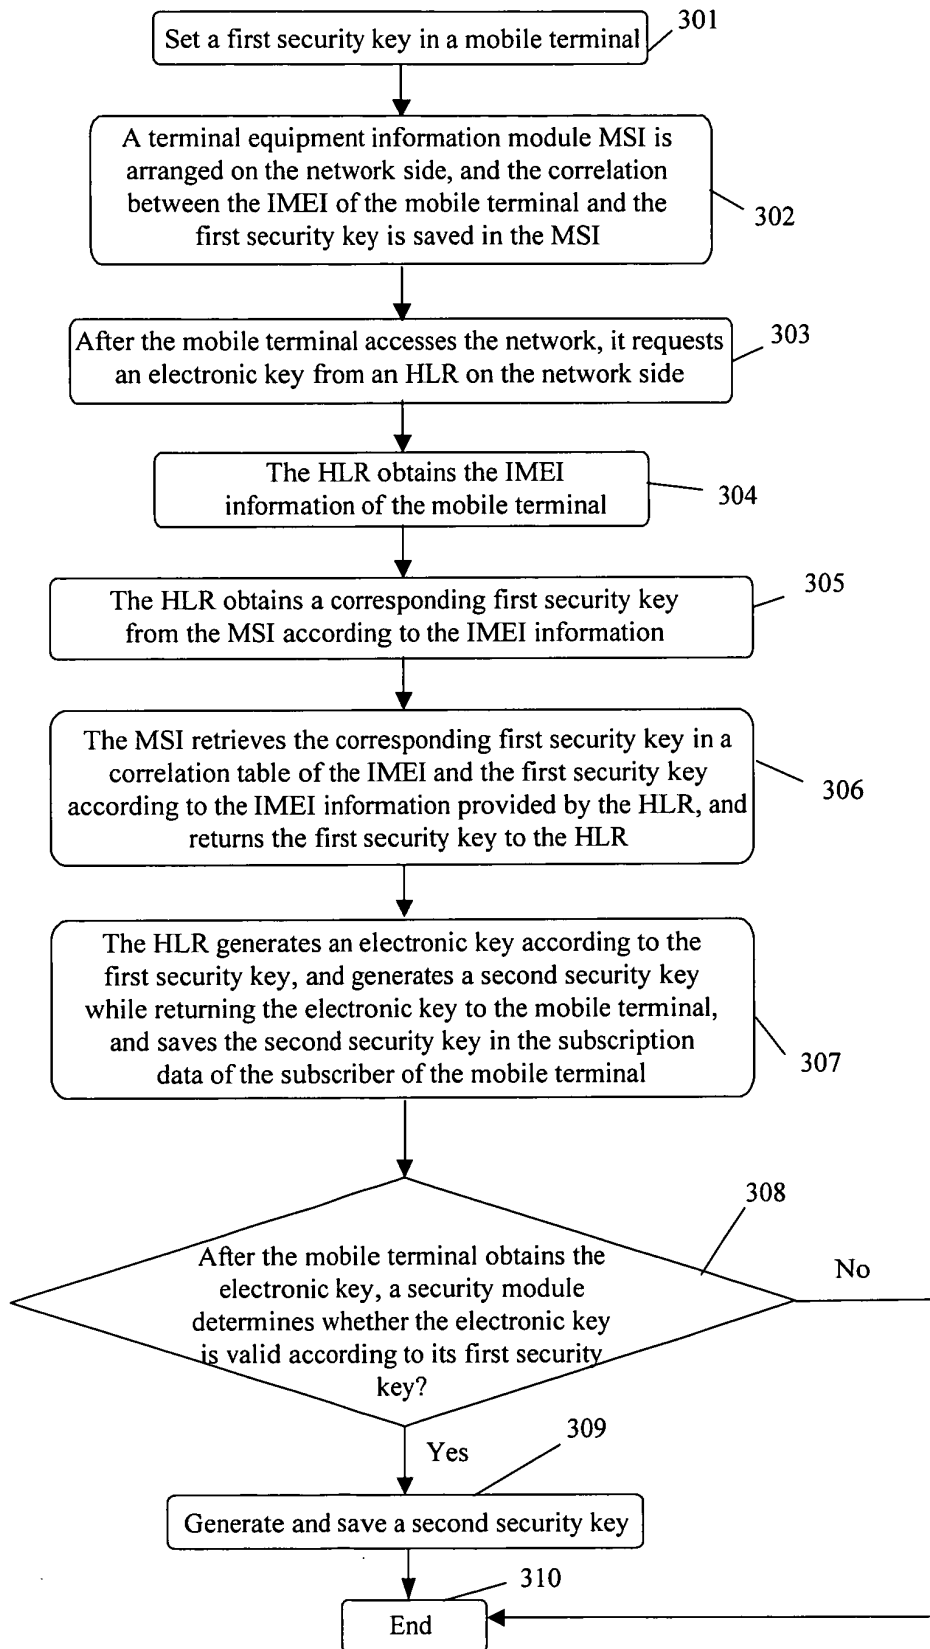 Set a first security key in a mobile terminal
301
A terminal equipment information module MSI is
arranged on the network side, and the correlation
between the IMEI of the mobile terminal and the
first security key is saved in the MSI
302
After the mobile terminal accesses the network, it requests
an electronic key from an HLR on the network side
303
The HLR obtains the IMEI
information of the mobile terminal
304
The HLR obtains a corresponding first security key
from the MSI according to the IMEI information
305
The MSI retrieves the corresponding first security key in a
correlation table of the IMEI and the first security key
according to the IMEI information provided by the HLR, and
returns the first security key to the HLR
306
The HLR generates an electronic key according to the
first security key, and generates a second security key
while returning the electronic key to the mobile terminal,
and saves the second security key in the subscription
data of the subscriber of the mobile terminal
307
308
After the mobile terminal obtains the
electronic key, a security module
determines whether the electronic key
is valid according to its first security
key?
No
Yes
309
Generate and save a second security key
310
End